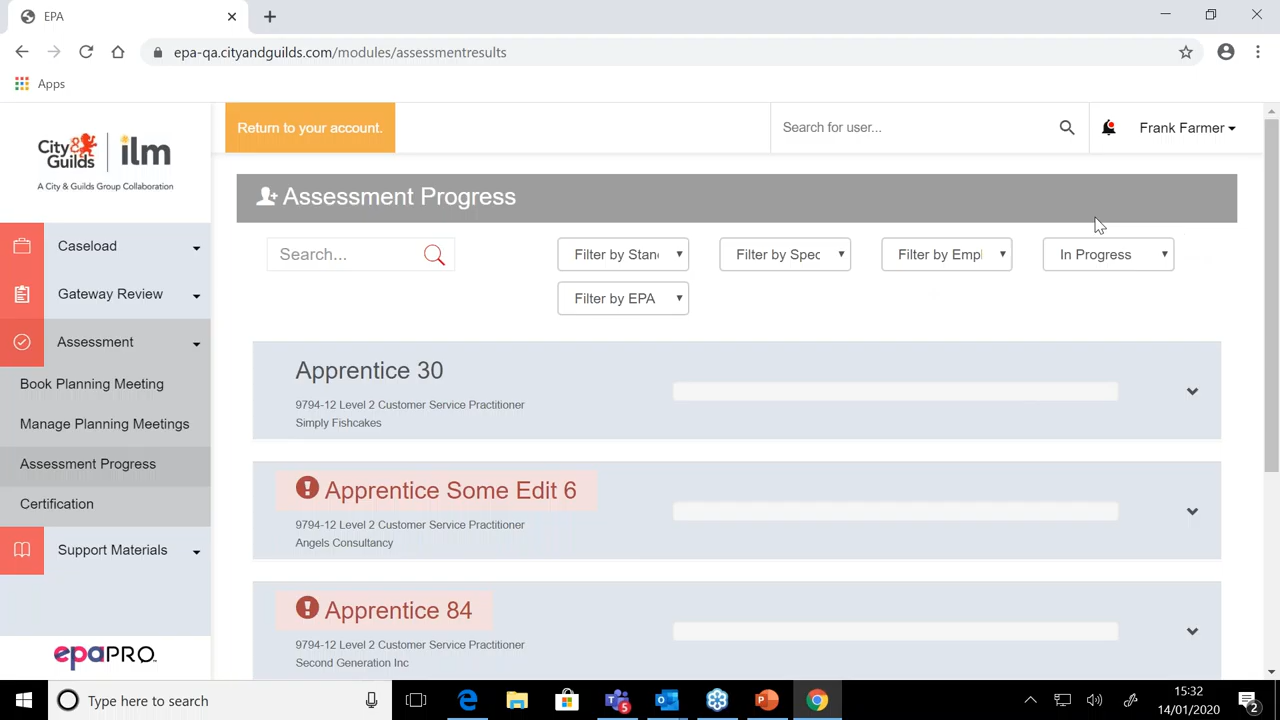 EPA
epa-qa.cityandguilds.com/modules/assessmentresults
Apps
City & Guilds ilm
A City & Guilds Group Collaboration
Return to your account.
Search for user...
Frank Farmer
Assessment Progress
Search...
Filter by Stan
Filter by Spec
Filter by Empl
In Progress
Filter by EPA
Caseload
Gateway Review
Assessment
Book Planning Meeting
Manage Planning Meetings
Assessment Progress
Certification
Support Materials
epaPRO
Apprentice 30
9794-12 Level 2 Customer Service Practitioner
Simply Fishcakes
Apprentice Some Edit 6
9794-12 Level 2 Customer Service Practitioner
Angels Consultancy
Apprentice 84
9794-12 Level 2 Customer Service Practitioner
Second Generation Inc
Type here to search
5
15:32
14/01/2020
2